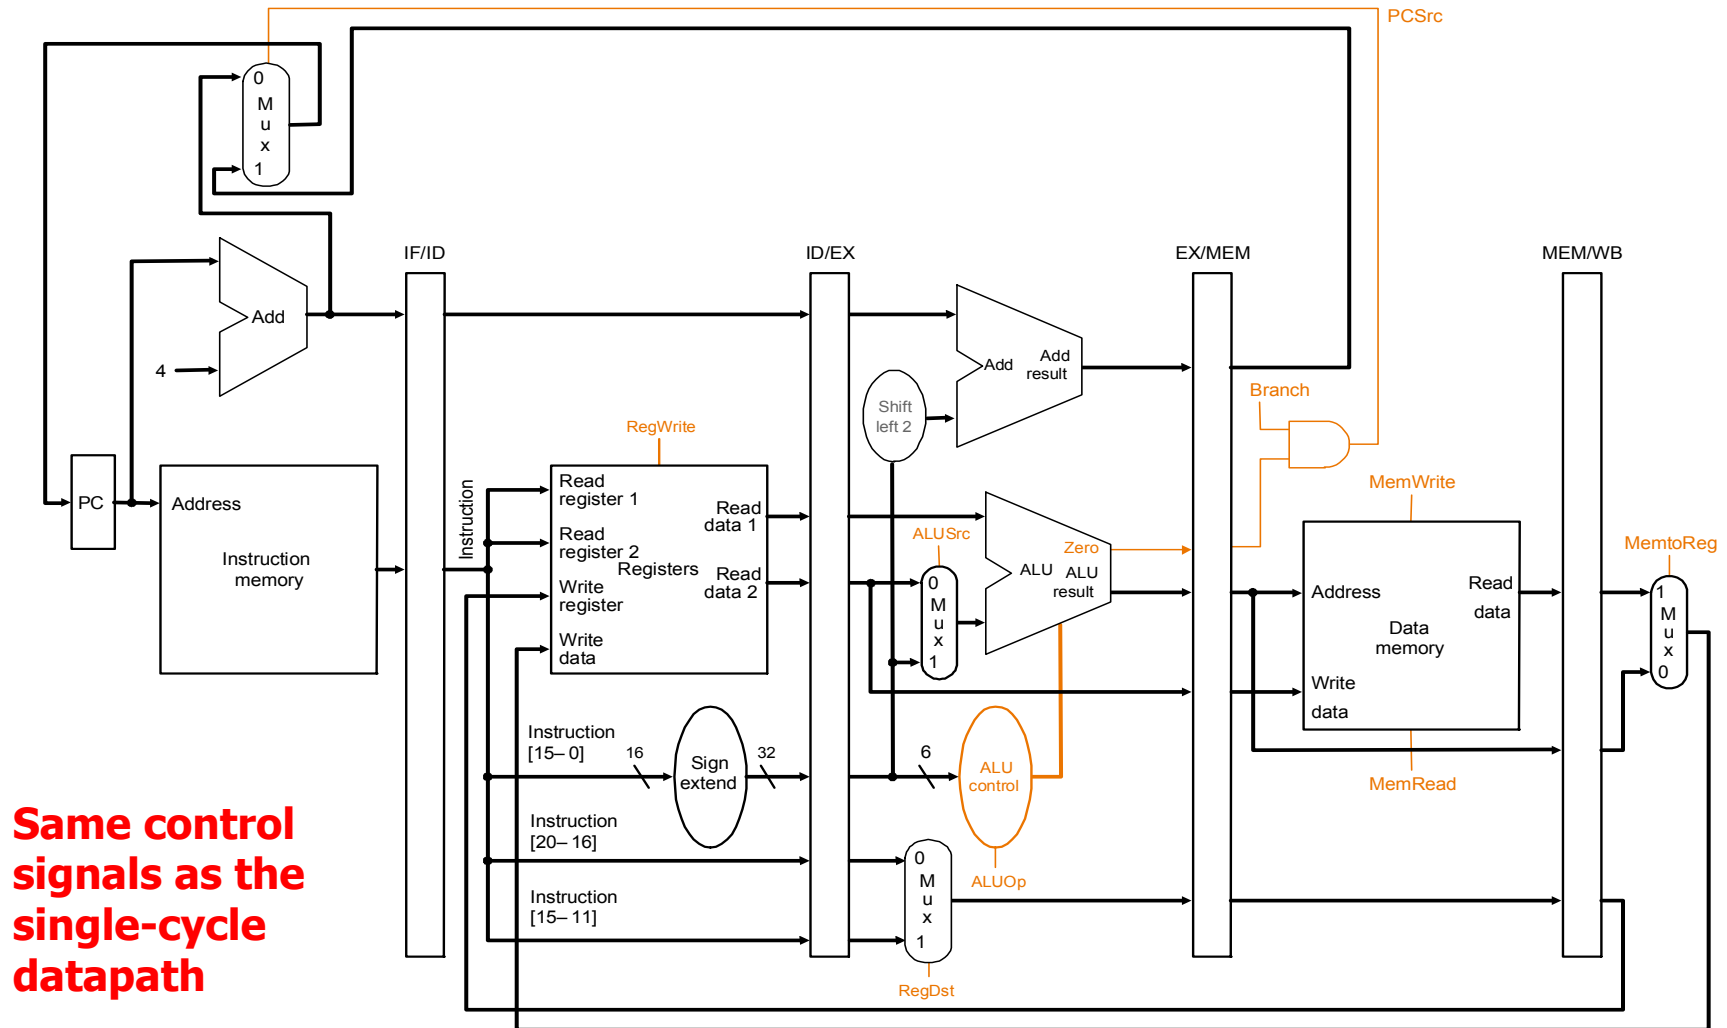 PCSrc
0
M
u
x
1
IF/ID
ID/EX
EX/MEM
MEM/WB
Add
4
Add
Add
result
Shift
left 2
Branch
RegWrite
PC
Address
Instruction
memory
Instruction
Read
register 1
Read
register 2
Write
register
Write
data
Registers
Read
data 1
Read
data 2
ALUSrc
0
M
u
x
1
Zero
ALU
ALU
result
MemWrite
Address
Read
data
Data
memory
Write
data
MemRead
MemtoReg
1
M
u
x
0
Instruction
[15– 0]
16
Sign
extend
32
6
ALU
control
ALUOp
Instruction
[20– 16]
Instruction
[15– 11]
0
M
u
x
1
RegDst
Same control
signals as the
single-cycle
datapath